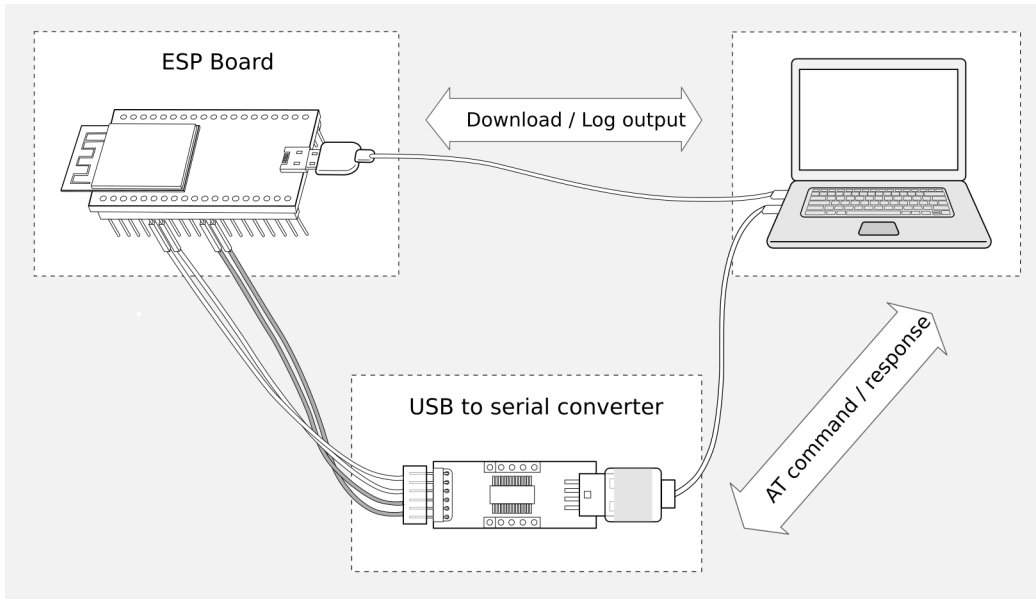 ESP Board
Download / Log output
USB to serial converter
AT command / response